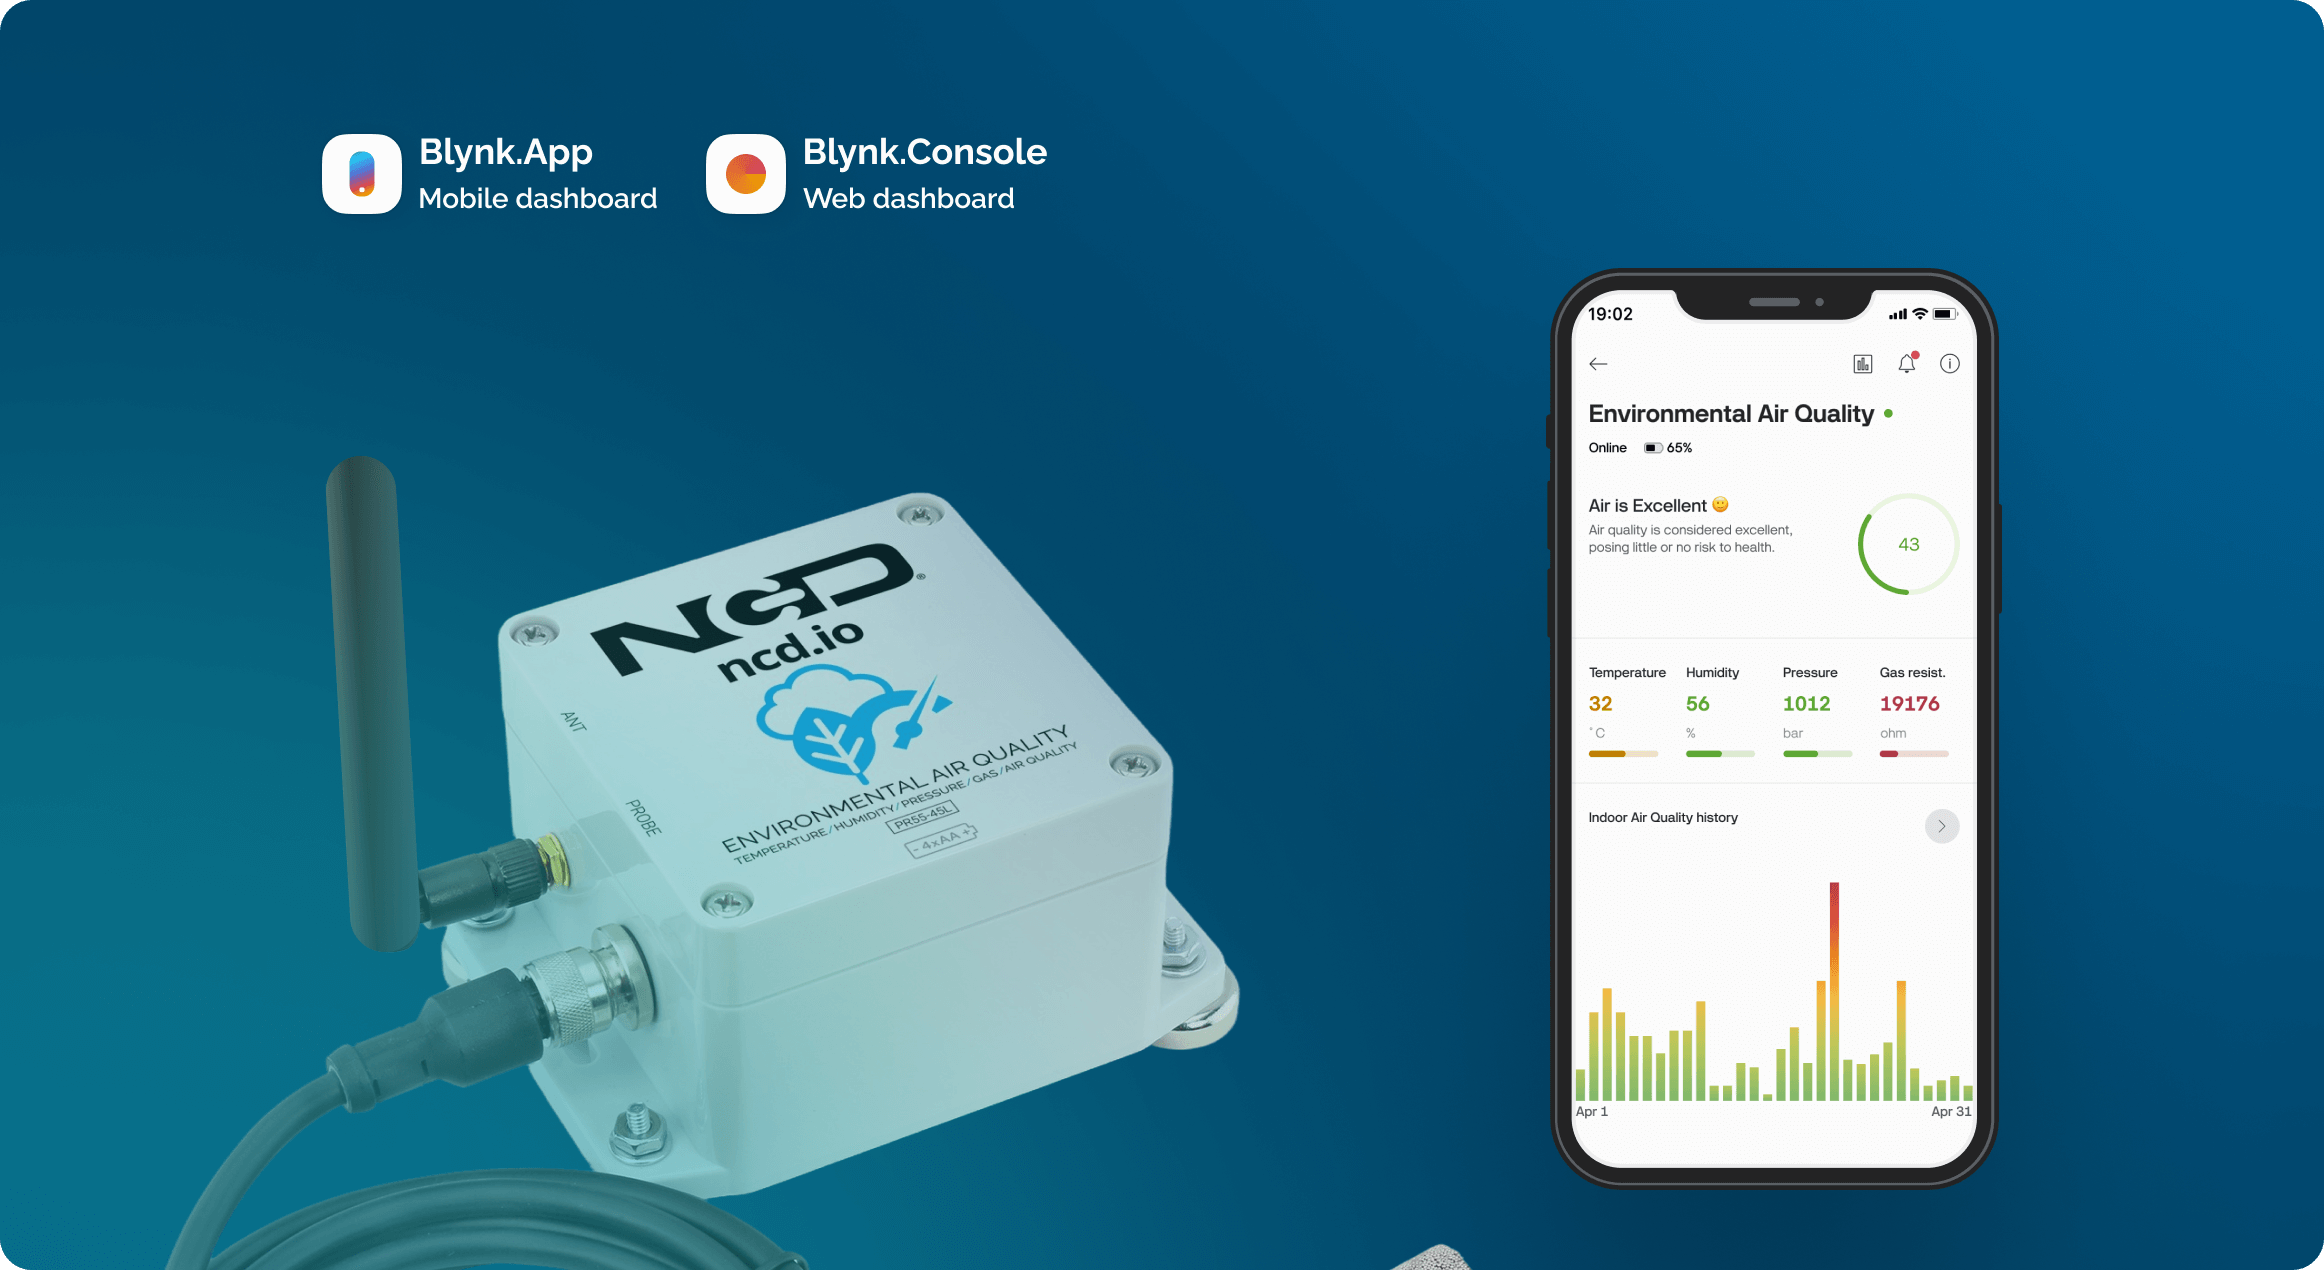 Blynk.App
Mobile dashboard
Blynk.Console
Web dashboard
NCD®
ncd.io
ANT
PROBE
ENVIRONMENTAL AIR QUALITY
TEMPERATURE/HUMIDITY/PRESSURE/GAS/AIR QUALITY
PR55-45L
- 4xAA +
19:02
Environmental Air Quality
Online 65%
Air is Excellent 🙂
Air quality is considered excellent,
posing little or no risk to health.
43
Temperature Humidity Pressure Gas resist.
32 56 1012 19176
°C % bar ohm
Indoor Air Quality history
Apr 1 Apr 31